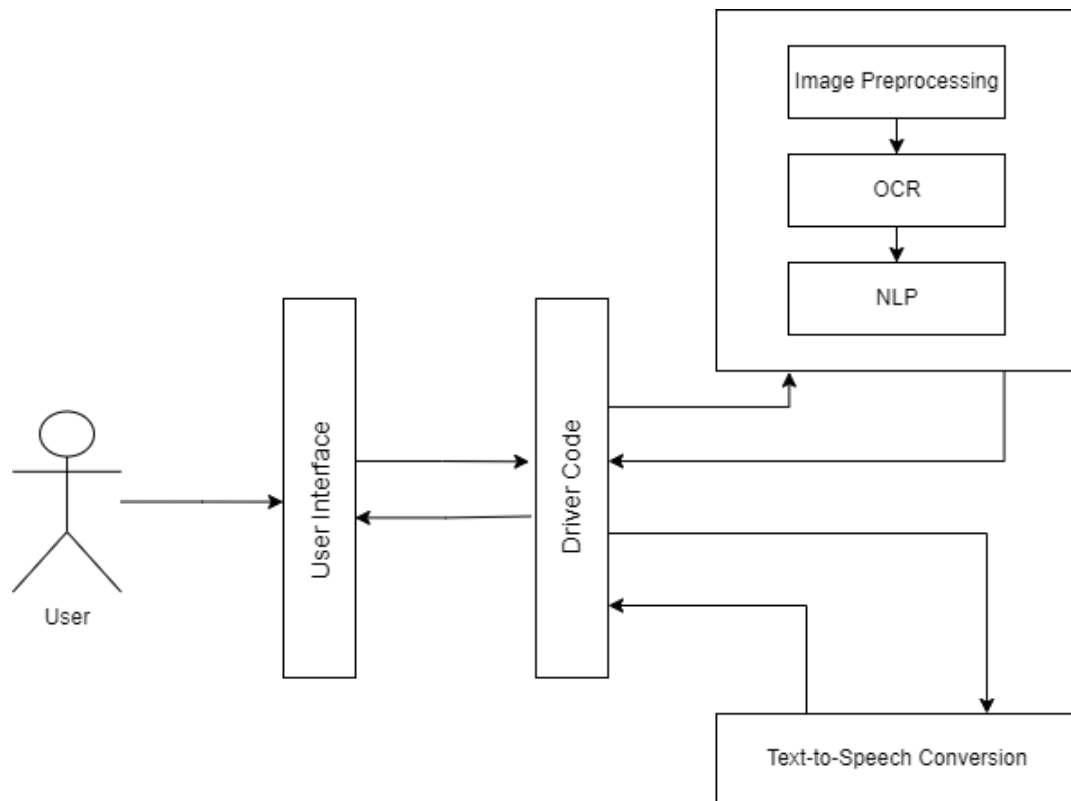 Image Preprocessing
OCR
NLP
User Interface
Driver Code
User
Text-to-Speech Conversion